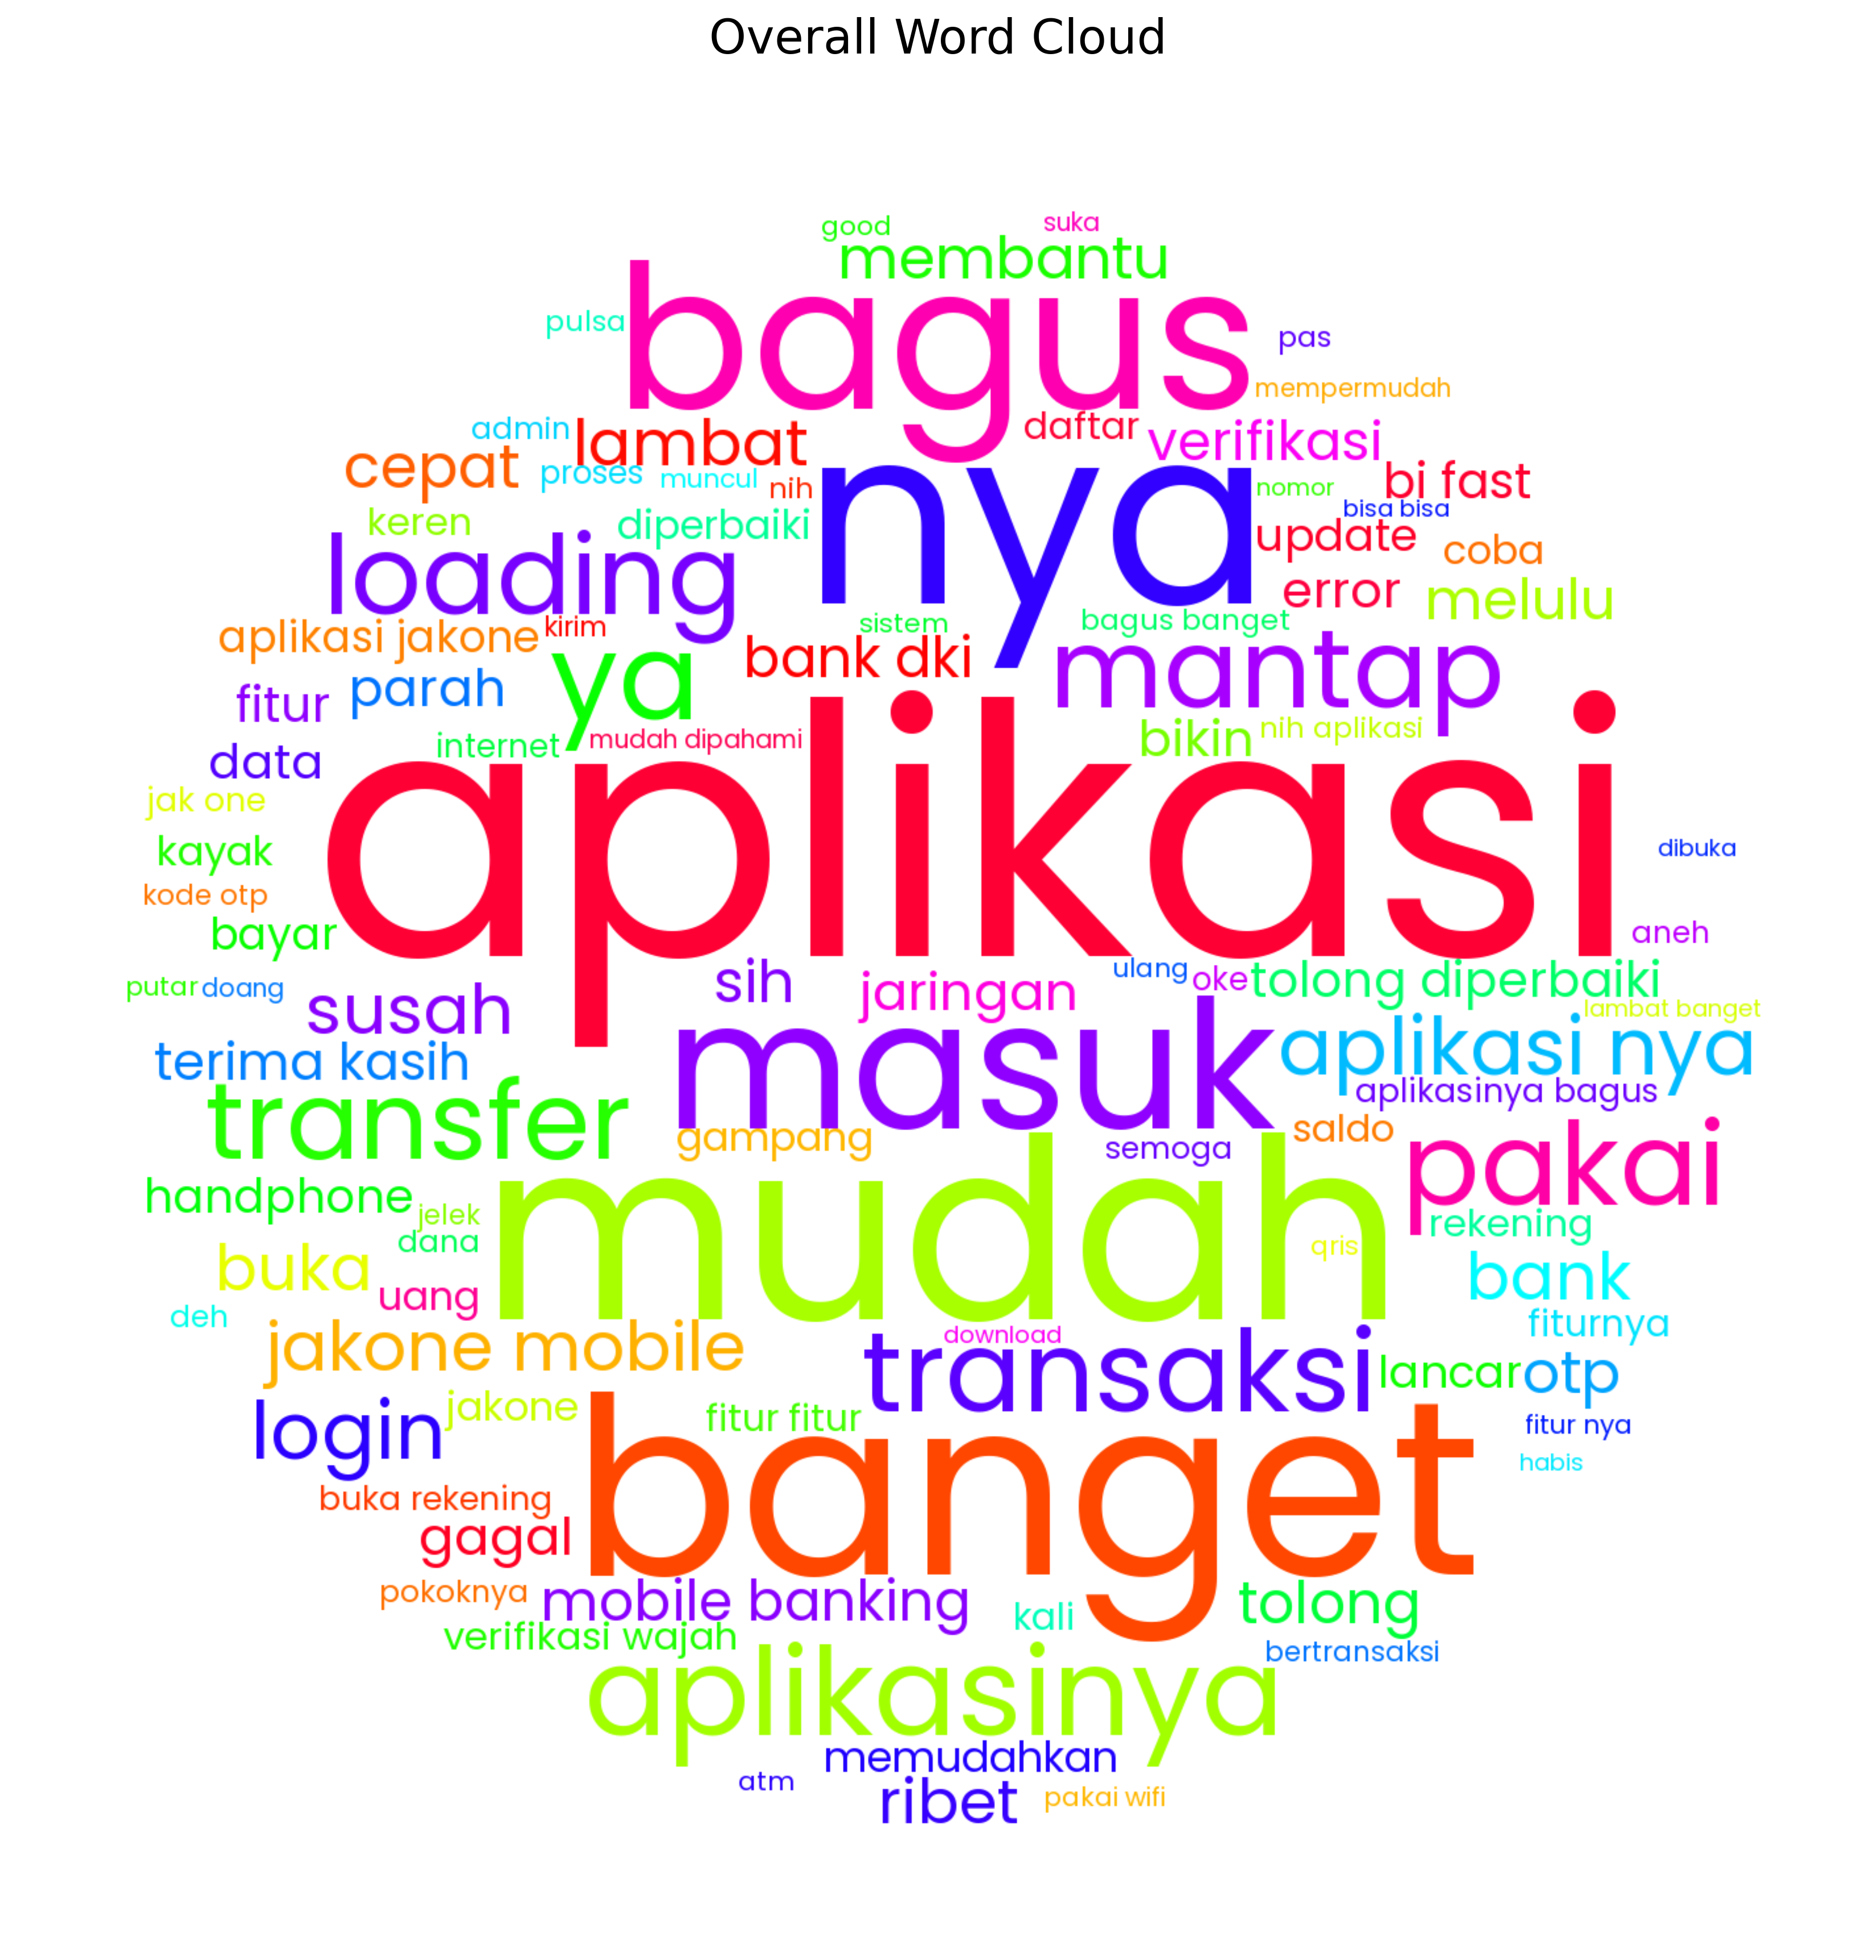 Overall Word Cloud
good
suka
membantu
pulsa
bagus
pas
mempermudah
admin
lambat
daftar
verifikasi
cepat
proses
muncul
nih
nya
nomor
bi fast
bisa bisa
keren
diperbaiki
update
coba
loading
error
melulu
aplikasi jakone
kirim
sistem
bagus banget
ya
bank dki
mantap
fitur
parah
internet
mudah dipahami
bikin
nih aplikasi
data
jak one
aplikasi
kayak
dibuka
kode otp
bayar
aneh
putar
doang
susah
sih
jaringan
ulang
oke
tolong diperbaiki
lambat banget
terima kasih
masuk
aplikasi nya
aplikasinya bagus
transfer
gampang
semoga
saldo
pakai
handphone
jelek
dana
mudah
qris
rekening
buka
uang
bank
deh
fiturnya
jakone mobile
download
transaksi
lancar
otp
login
jakone
fitur fitur
fitur nya
banget
habis
buka rekening
gagal
pokoknya
mobile banking
kali
tolong
verifikasi wajah
bertransaksi
aplikasinya
memudahkan
atm
ribet
pakai wifi